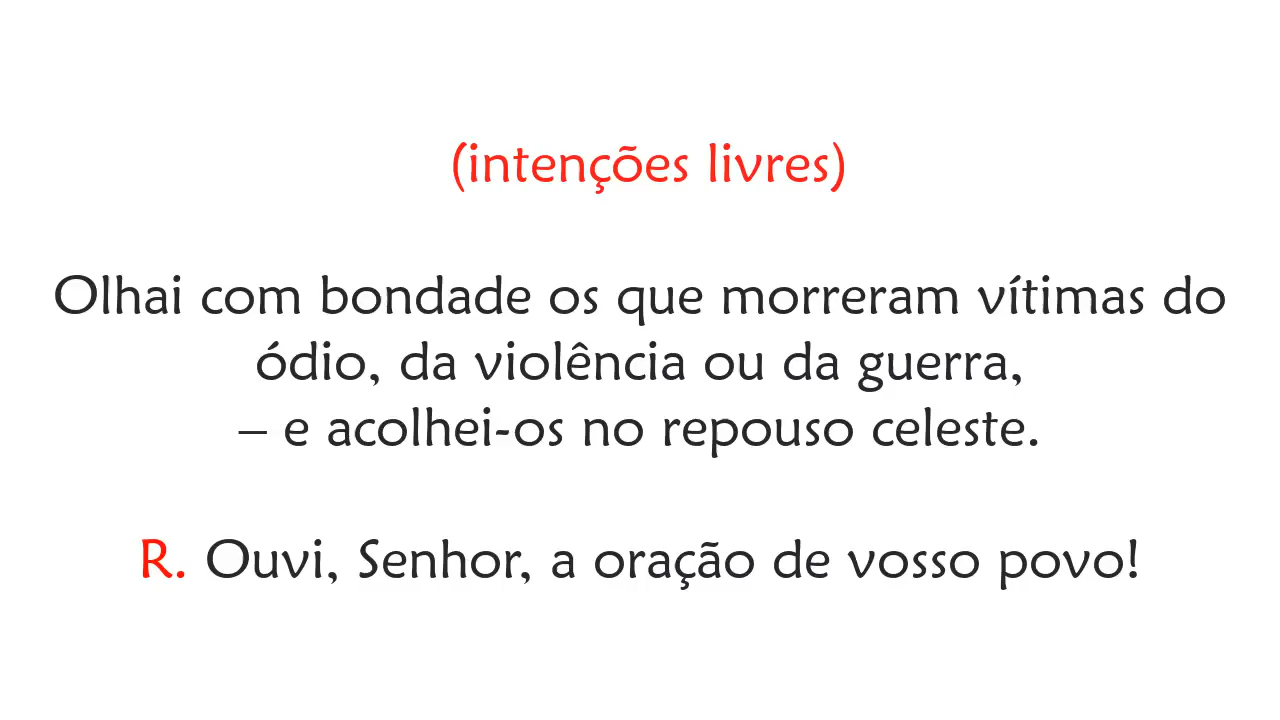 (intenções livres)
Olhai com bondade os que morreram vítimas do
ódio, da violência ou da guerra,
– e acolhei-os no repouso celeste.
R. Ouvi, Senhor, a oração de vosso povo!